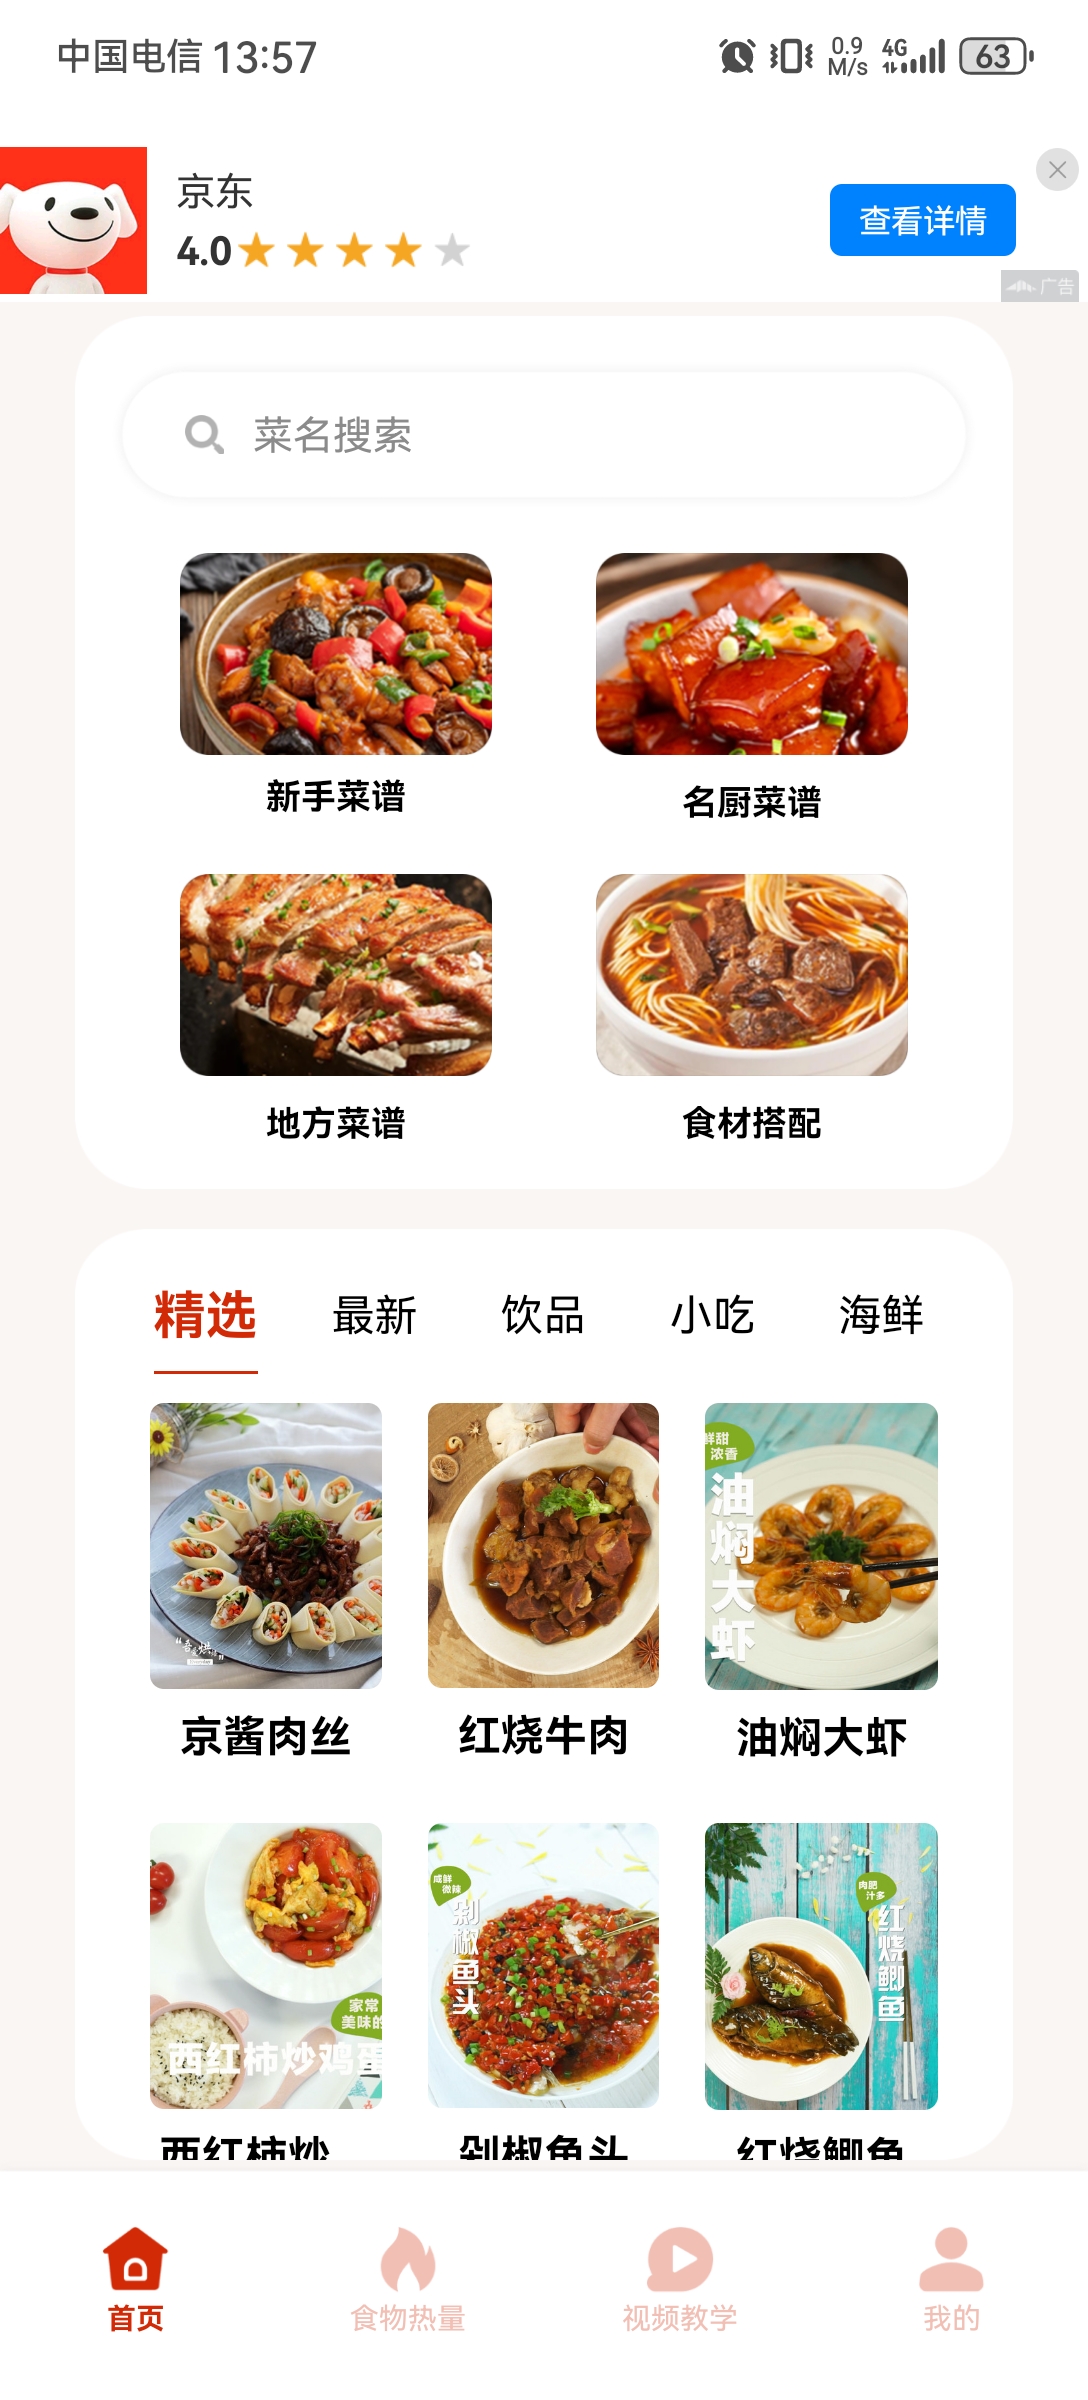 中国电信 13:57
0.9 M/s
4G
63
京东
4.0
查看详情
广告
菜名搜索
新手菜谱
名厨菜谱
地方菜谱
食材搭配
精选 最新 饮品 小吃 海鲜
鲜甜
浓香
油焖大虾
京酱肉丝
红烧牛肉
油焖大虾
家常
美味的
西红柿炒鸡蛋
咸鲜
微辣
剁椒鱼头
肉肥
汁多
红烧鲫鱼
西红柿炒
剁椒鱼头
红烧鲫鱼
首页
食物热量
视频教学
我的